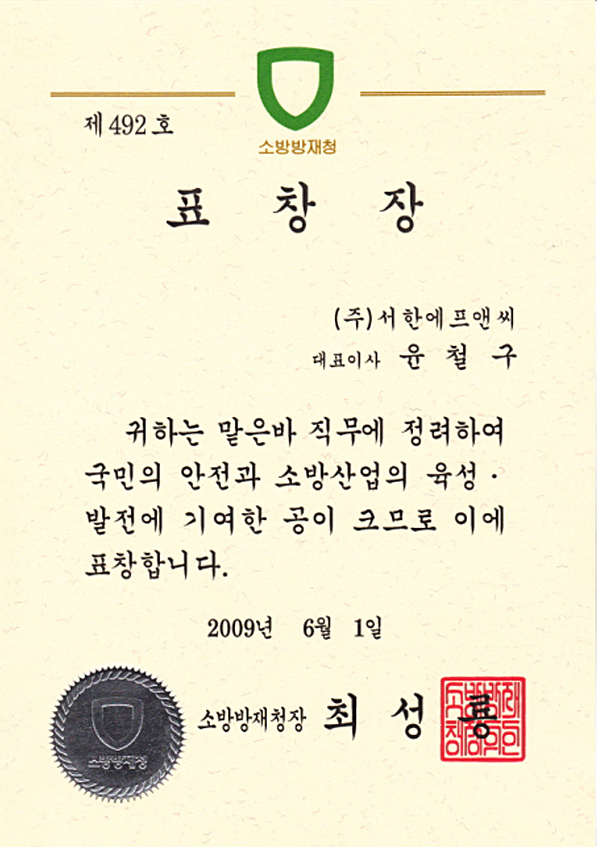 소방방재청
제 492 호
표 창 장
(주)서한에프앤씨
대표이사 윤 철 구
귀하는 맡은바 직무에 정려하여
국민의 안전과 소방산업의 육성·
발전에 기여한 공이 크므로 이에
표창합니다.
2009년 6월 1일
소방방재청장 최 성 룡
소방방재청